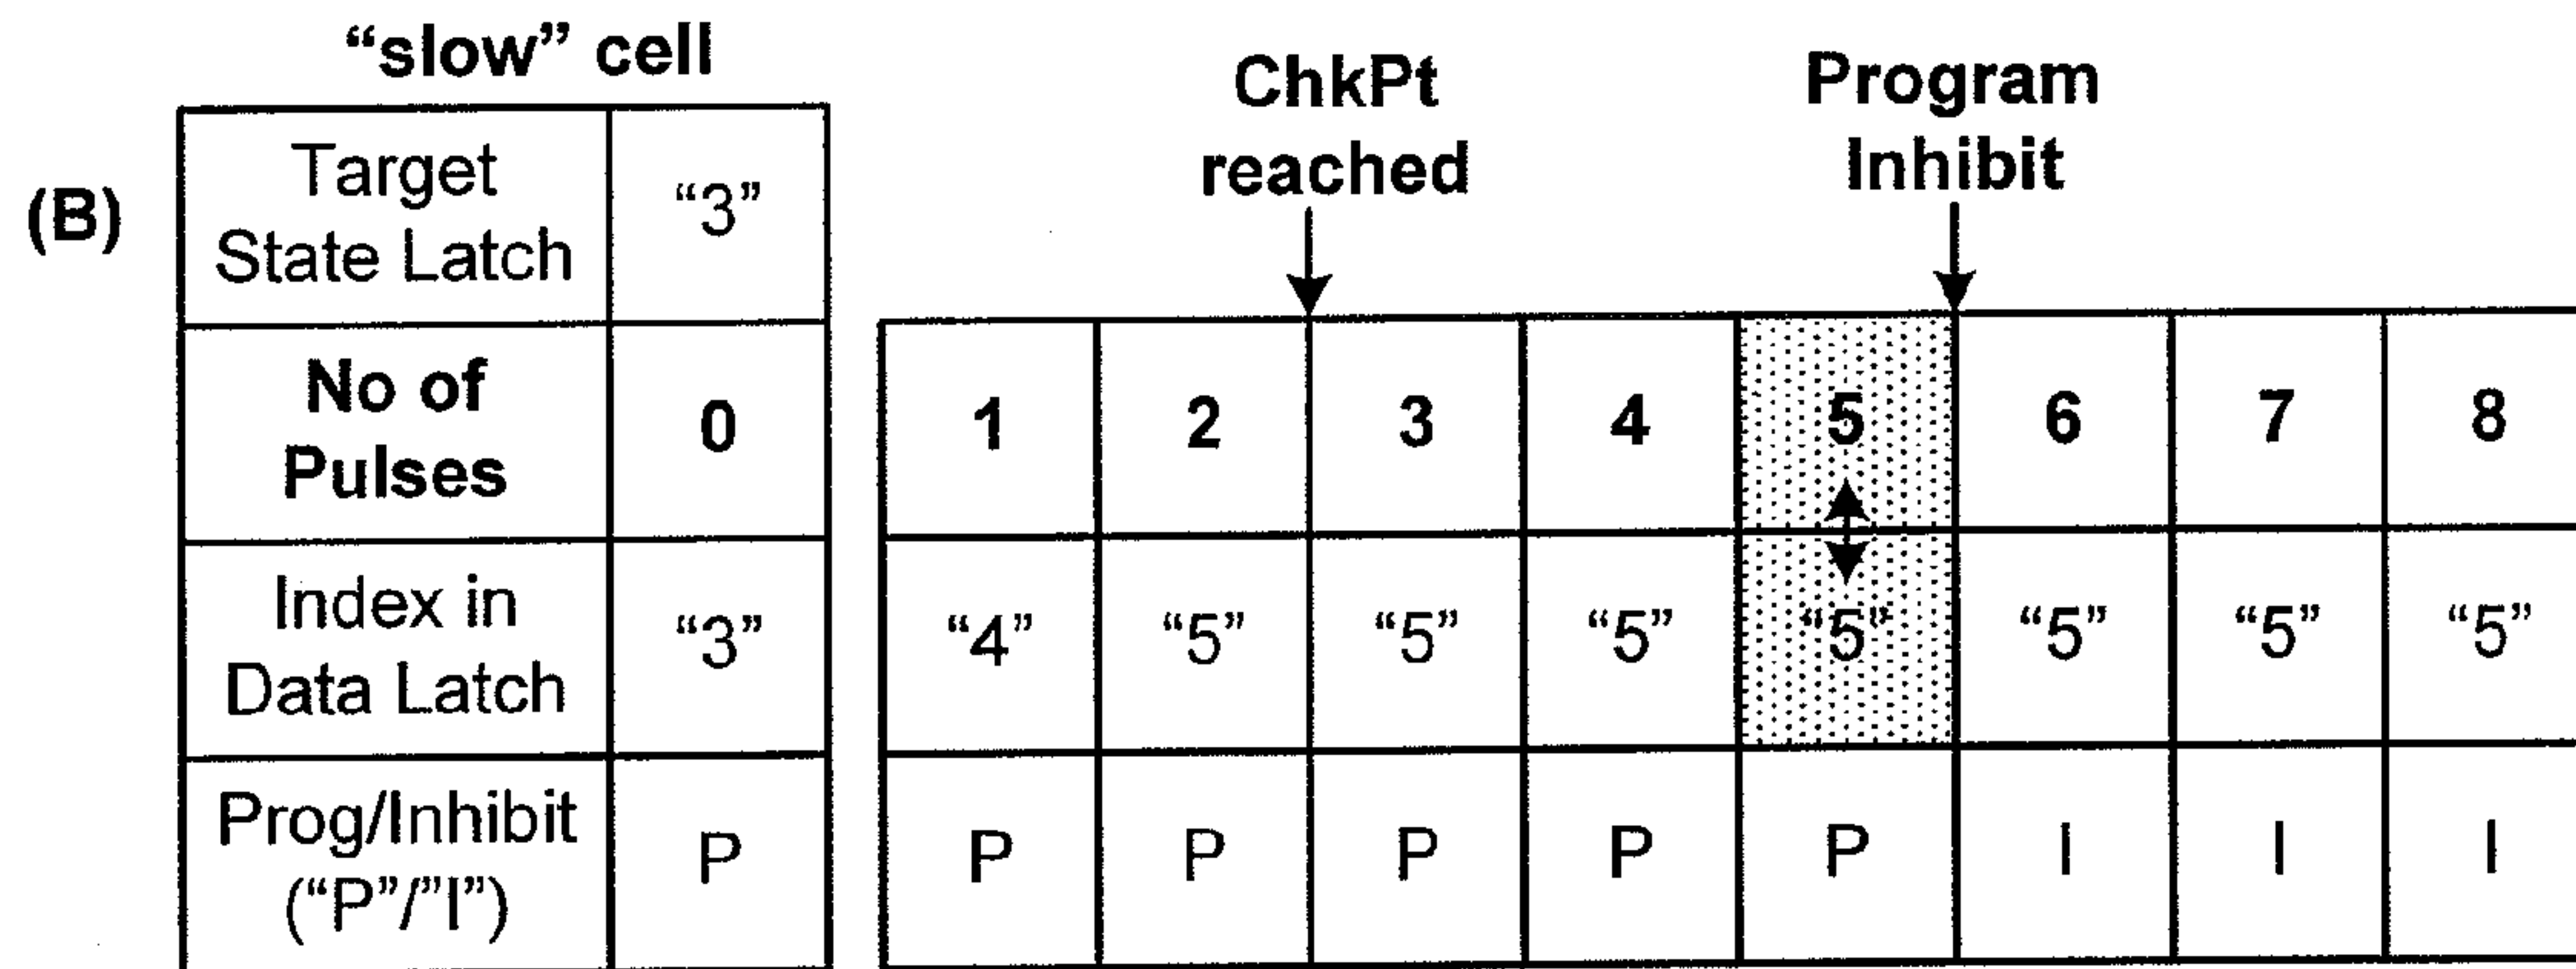 “slow” cell
ChkPt
reached
Program
Inhibit
(B)
Target
State Latch
“3”
No of
Pulses
0 1 2 3 4 5 6 7 8
Index in
Data Latch
“3” “4” “5” “5” “5” “5” “5” “5” “5”
Prog/Inhibit
(“P”/”I”)
P P P P P P I I I